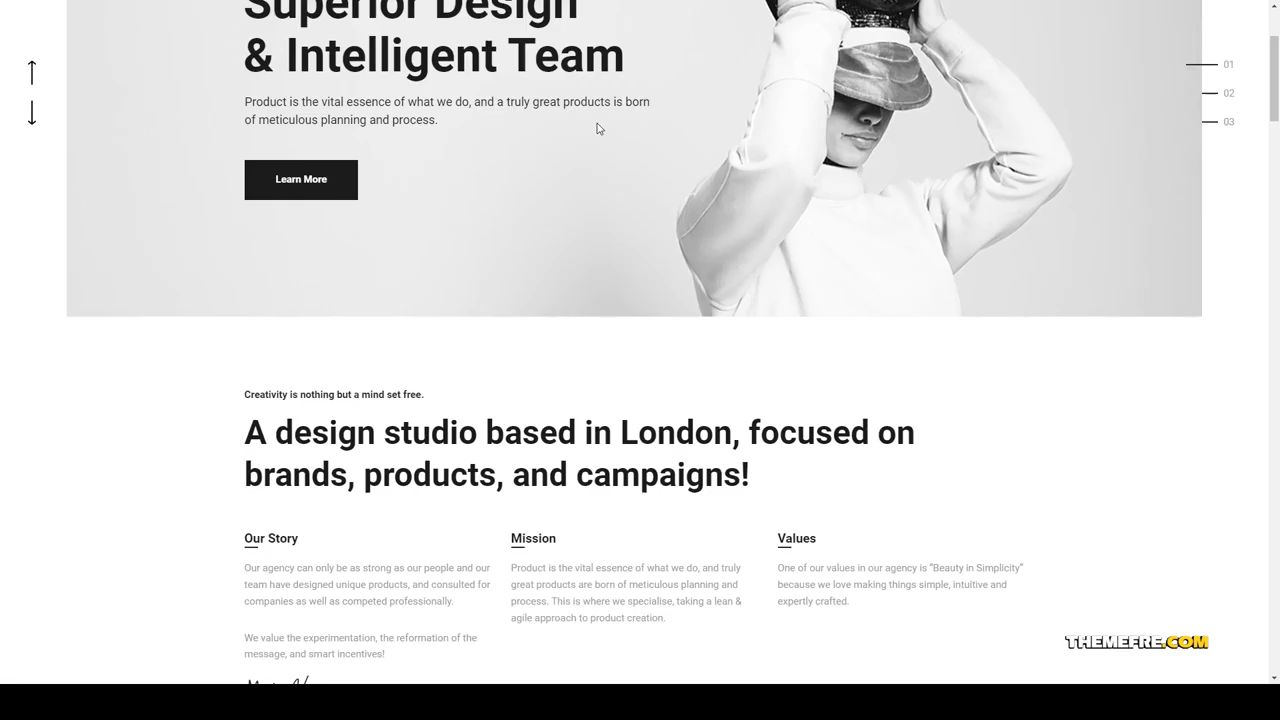 Superior Design
& Intelligent Team
Product is the vital essence of what we do, and a truly great products is born
of meticulous planning and process.
Learn More
01
02
03
Creativity is nothing but a mind set free.
A design studio based in London, focused on
brands, products, and campaigns!
Our Story
Our agency can only be as strong as our people and our
team have designed unique products, and consulted for
companies as well as competed professionally.
We value the experimentation, the reformation of the
message, and smart incentives!
Mission
Product is the vital essence of what we do, and truly
great products are born of meticulous planning and
process. This is where we specialise, taking a lean &
agile approach to product creation.
Values
One of our values in our agency is “Beauty in Simplicity”
because we love making things simple, intuitive and
expertly crafted.
THEMEFRE.COM